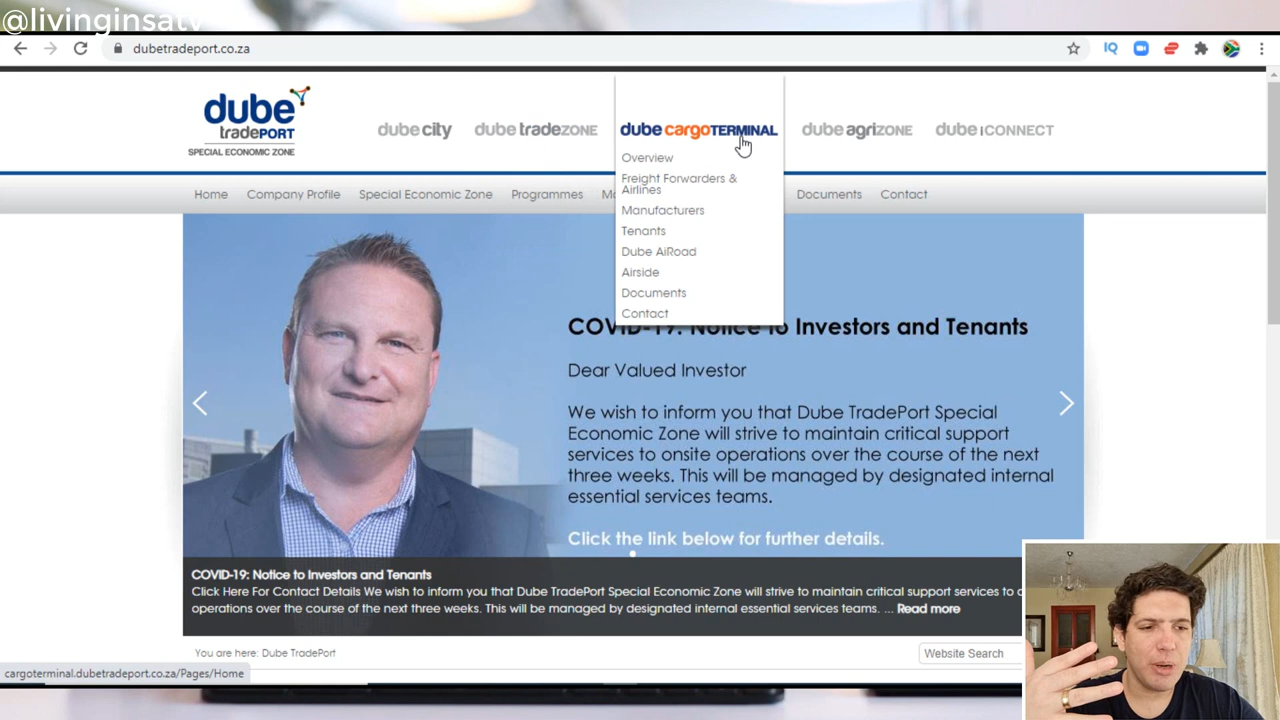 @livinginsatv
dubetradeport.co.za
IQ
dube
tradePORT
SPECIAL ECONOMIC ZONE
dube city
dube tradezone
dube cargoTERMINAL
dube agrizone
dube iCONNECT
Overview
Freight Forwarders &
Airlines
Manufacturers
Tenants
Dube AiRoad
Airside
Documents
Contact
Home
Company Profile
Special Economic Zone
Programmes
M
Documents
Contact
COVID-19: Notice to Investors and Tenants
Dear Valued Investor
We wish to inform you that Dube TradePort Special
Economic Zone will strive to maintain critical support
services to onsite operations over the course of the next
three weeks. This will be managed by designated internal
essential services teams.
Click the link below for further details.
COVID-19: Notice to Investors and Tenants
Click Here For Contact Details We wish to inform you that Dube TradePort Special Economic Zone will strive to maintain critical support services to o
operations over the course of the next three weeks. This will be managed by designated internal essential services teams. ... Read more
You are here: Dube TradePort
Website Search
cargoterminal.dubetradeport.co.za/Pages/Home